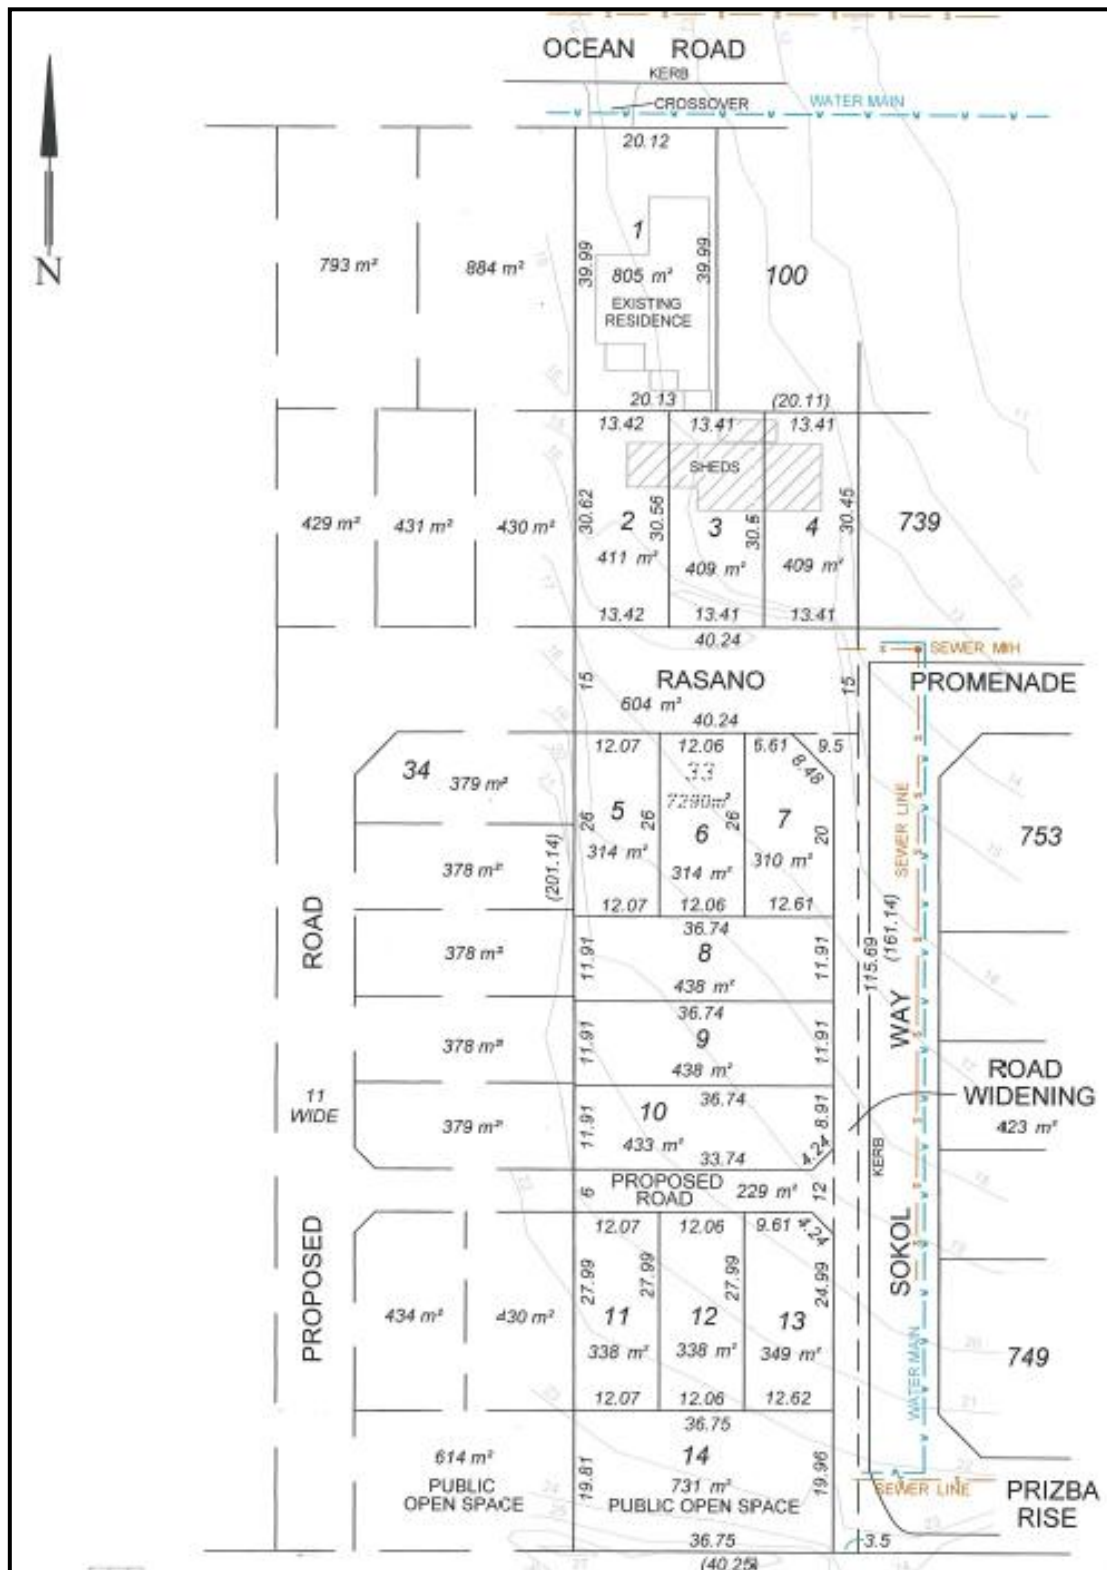 OCEAN ROAD
KERB
CROSSOVER
WATER MAIN
N
20.12
1
39.99
39.99
793 m²
884 m²
805 m²
100
EXISTING
RESIDENCE
20.13
(20.11)
13.42
13.41
13.41
SHEDS
30.62
30.56
30.5
30.45
429 m²
431 m²
430 m²
2
3
4
739
411 m²
409 m²
409 m²
13.42
13.41
13.41
40.24
SEWER M/H
15
RASANO
15
PROMENADE
604 m²
40.24
12.07
12.06
6.61
9.5
8.48
34
379 m²
33
7290m²
5
26
26
6
26
7
20
753
314 m²
314 m²
310 m²
378 m²
(201.14)
SEWER LINE
12.07
12.06
12.61
ROAD
36.74
378 m²
11.91
8
11.91
438 m²
115.69
(161.14)
36.74
378 m²
11.91
9
11.91
438 m²
WAY
ROAD
WIDENING
11
WIDE
36.74
379 m²
11.91
10
8.91
433 m²
33.74
4.24
423 m²
KERB
6
PROPOSED
ROAD
229 m²
12
12.07
12.06
9.61
4.24
SOKOL
PROPOSED
27.99
27.99
27.99
24.99
434 m²
430 m²
11
12
13
338 m²
338 m²
349 m²
749
12.07
12.06
12.62
WATER MAIN
36.75
614 m²
14
19.81
19.96
731 m²
PUBLIC
OPEN SPACE
PUBLIC OPEN SPACE
SEWER LINE
PRIZBA
RISE
36.75
3.5
(40.25)